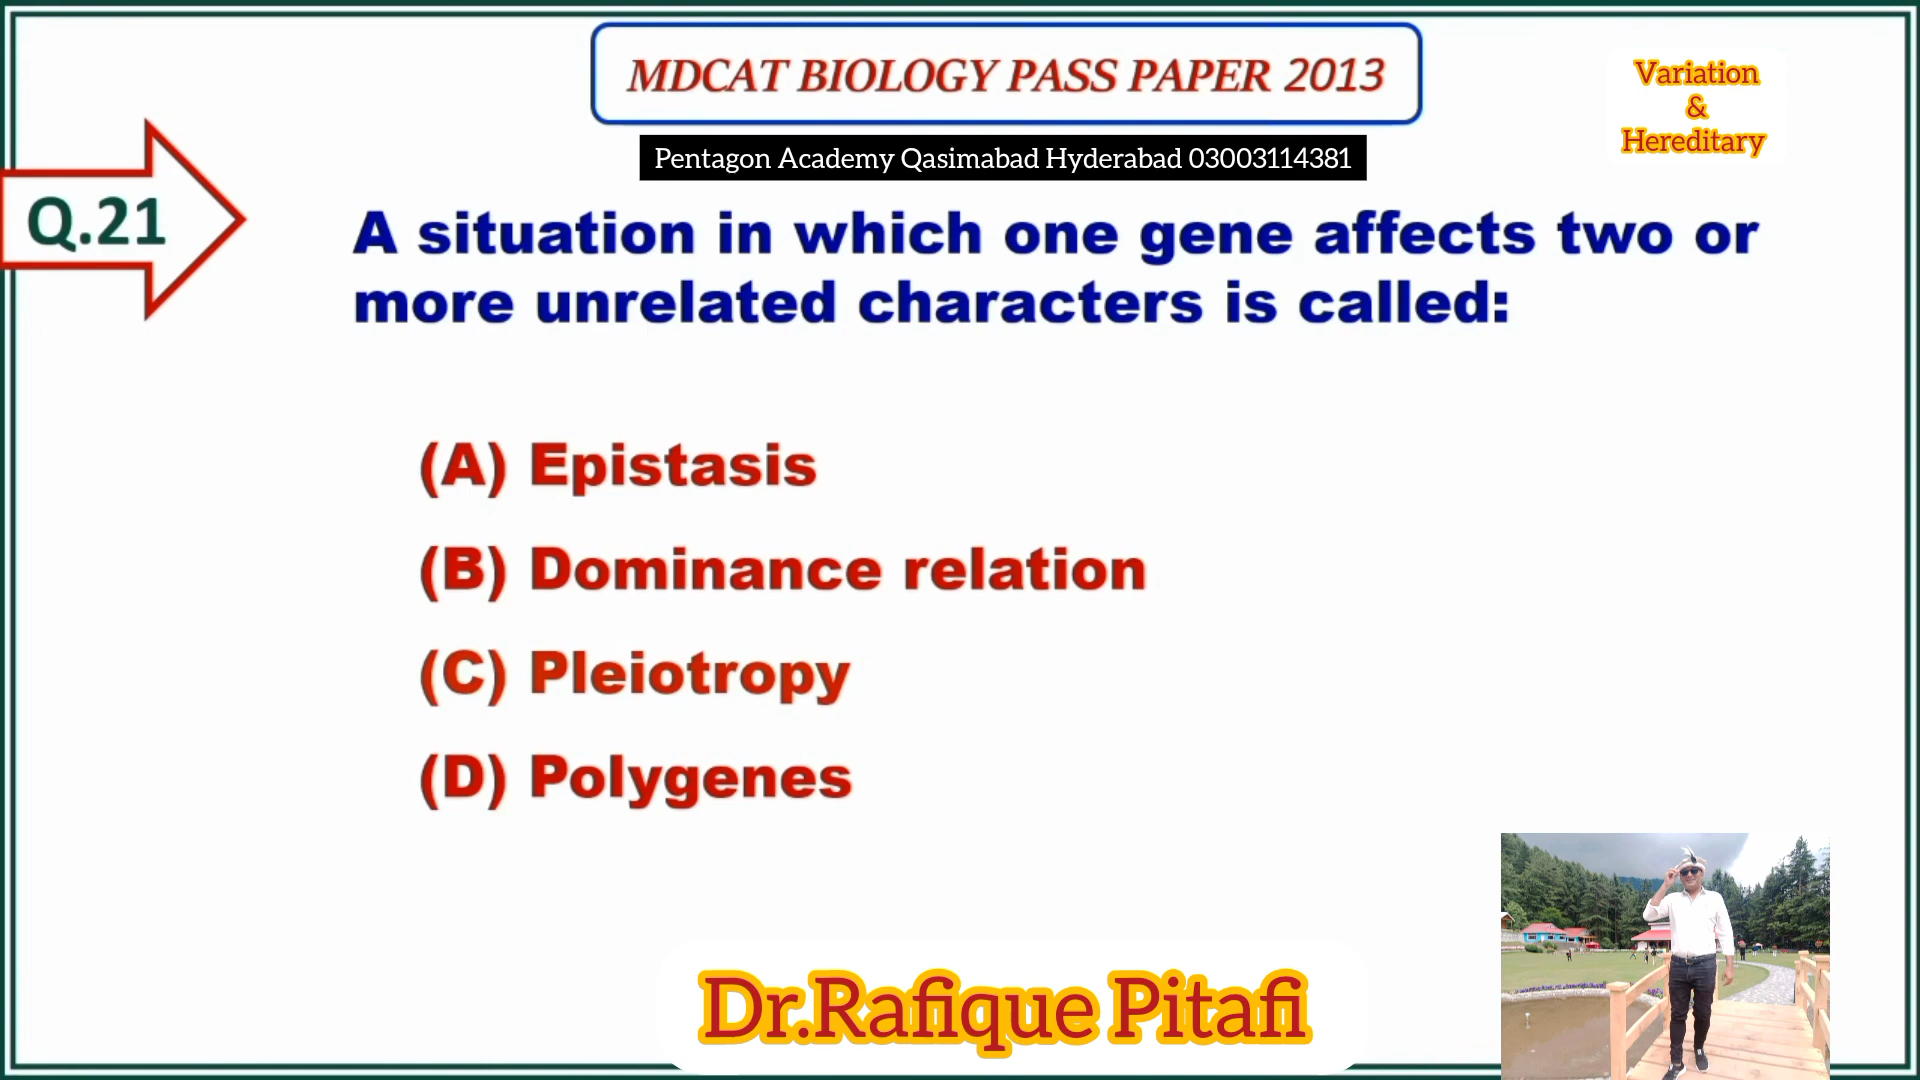 MDCAT BIOLOGY PASS PAPER 2013
Variation
&
Hereditary
Pentagon Academy Qasimabad Hyderabad 03003114381
Q.21
A situation in which one gene affects two or
more unrelated characters is called:
(A) Epistasis
(B) Dominance relation
(C) Pleiotropy
(D) Polygenes
Dr.Rafique Pitafi